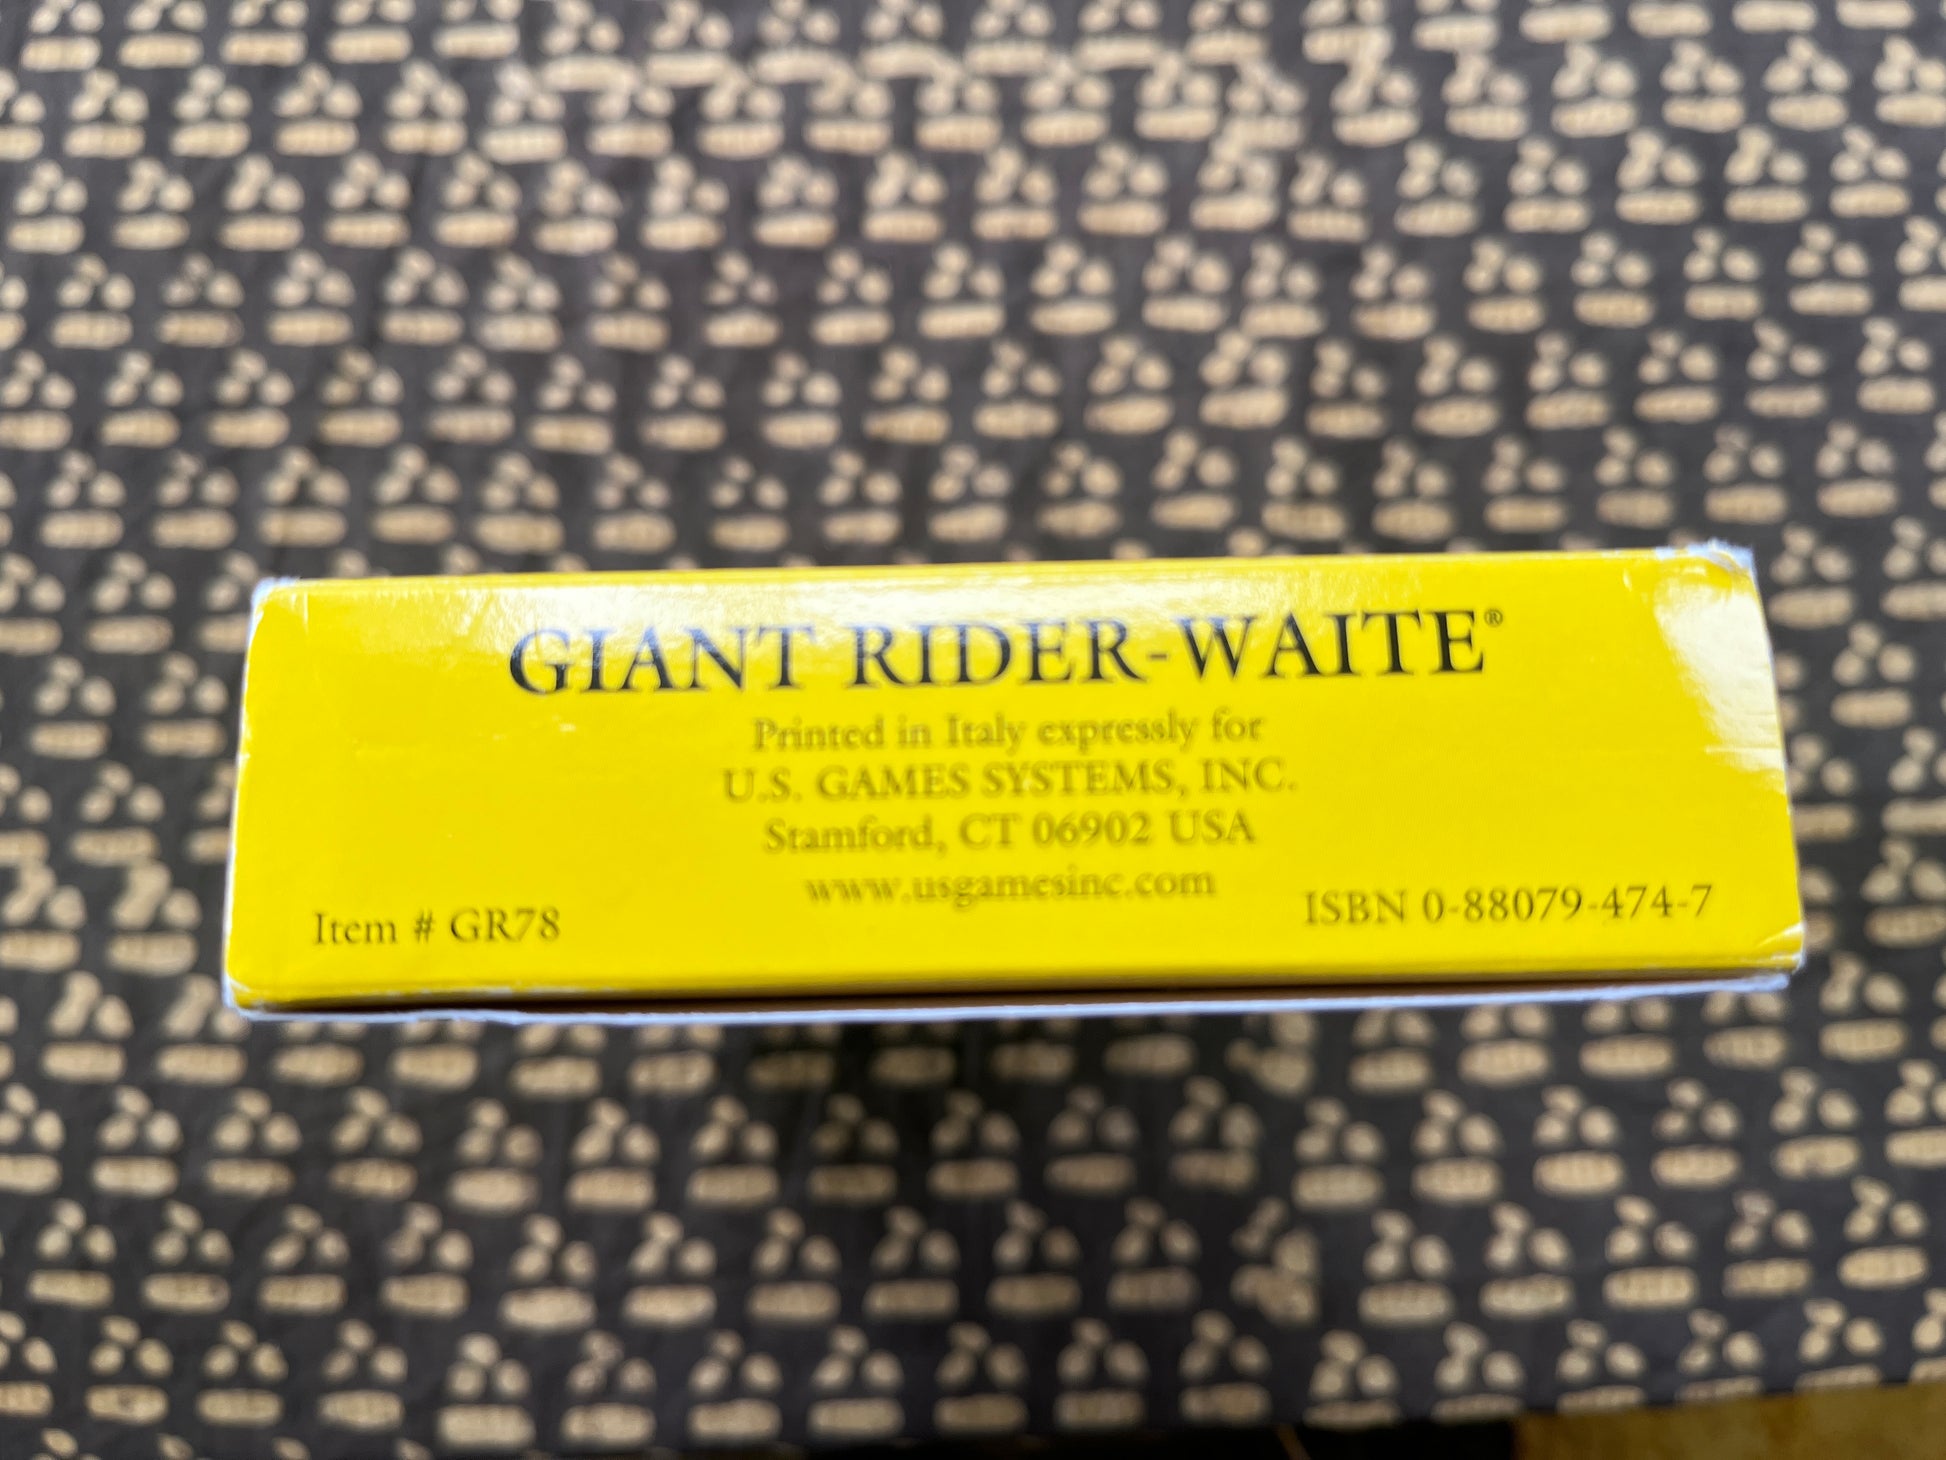 GIANT RIDER-WAITE®
Printed in Italy expressly for
U.S. GAMES SYSTEMS, INC.
Stamford, CT 06902 USA
www.usgamesinc.com
Item # GR78
ISBN 0-88079-474-7